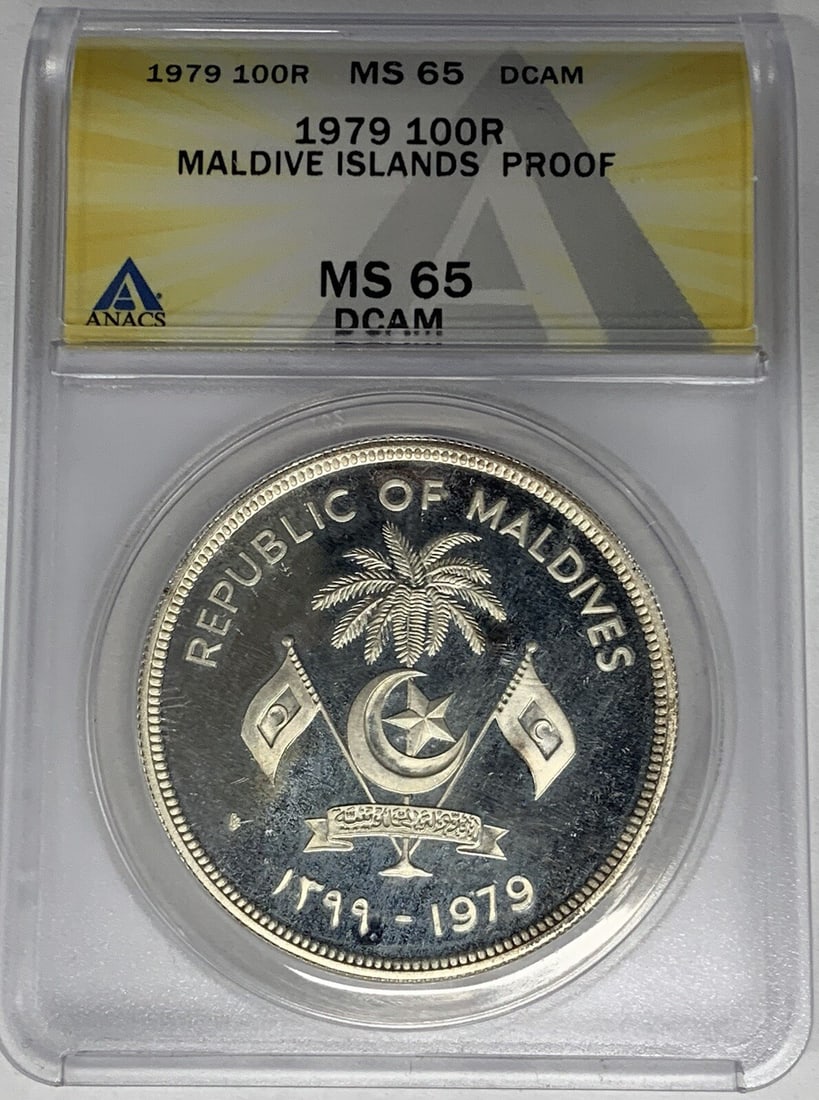 1979 100R MS 65 DCAM
1979 100R
MALDIVE ISLANDS PROOF
MS 65
DCAM
ANACS
REPUBLIC OF MALDIVES
١٣٩٩ - 1979